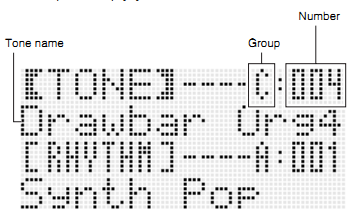 Number
Tone name Group
【TONE】----C:004
Drawbar Org4
[RHYTHM]----A:001
Synth Pop